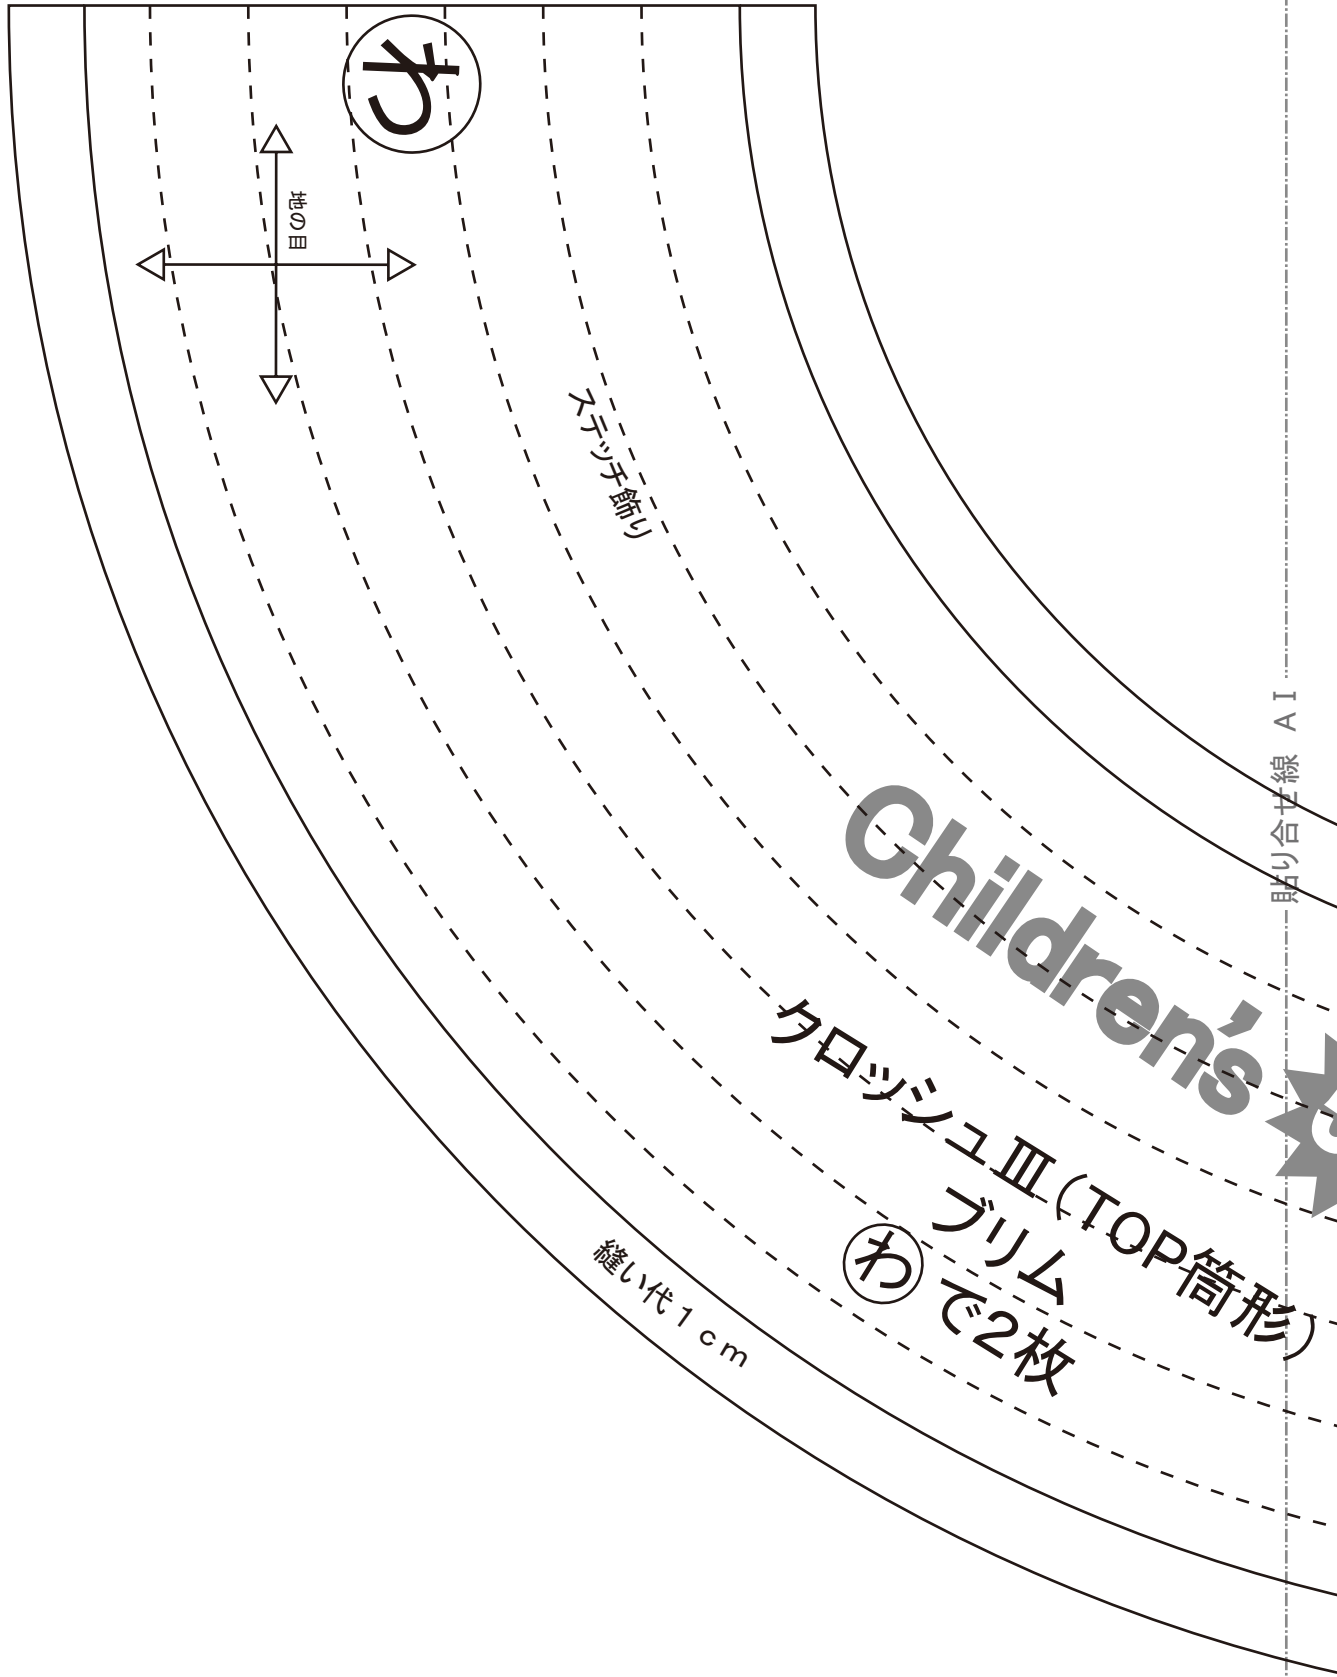 わ
地の目
ステッチ飾り
貼り合せ線 AI
Children's
クロッシュⅢ(TOP筒形)
ブリム
わ で2枚
縫い代1cm